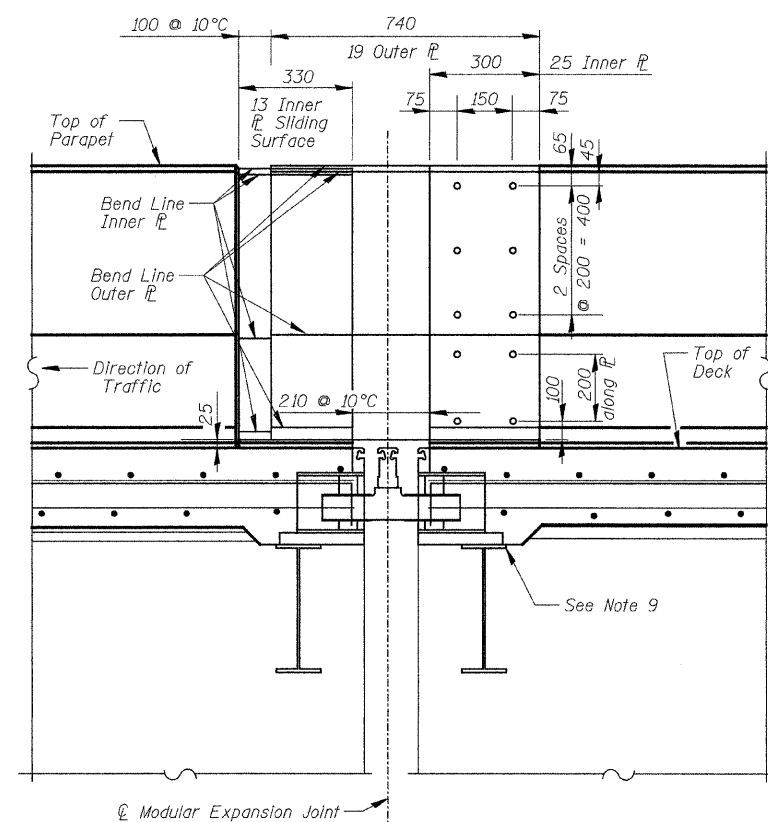 100 @ 10°C
740
19 Outer ⅊
300
25 Inner ⅊
330
75
150
75
13 Inner
⅊ Sliding
Surface
Top of
Parapet
65
45
Bend Line
Inner ⅊
2 Spaces
@ 200 = 400
Bend Line
Outer ⅊
Direction of
Traffic
Top of
Deck
210 @ 10°C
25
100
200
along ⅊
See Note 9
℄ Modular Expansion Joint